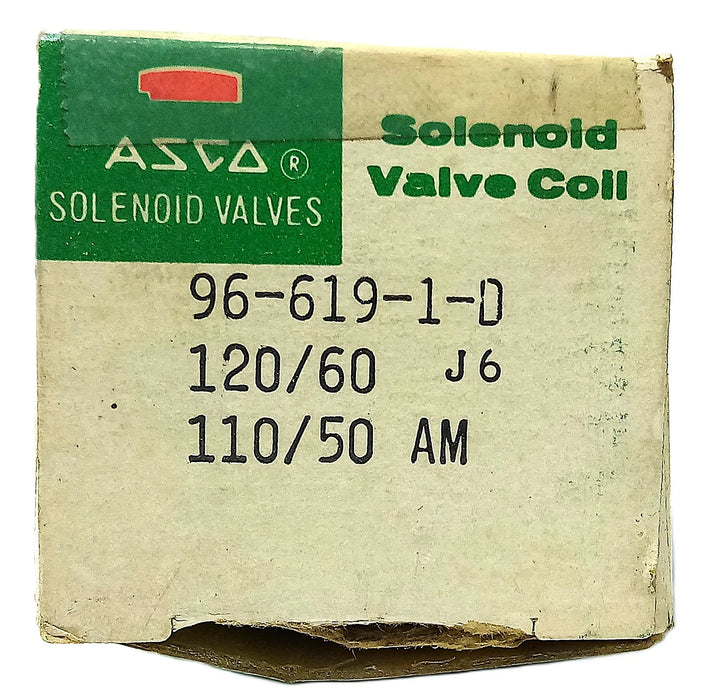 ASCO ®
SOLENOID VALVES
Solenoid
Valve Coil
96-619-1-D
120/60 J6
110/50 AM